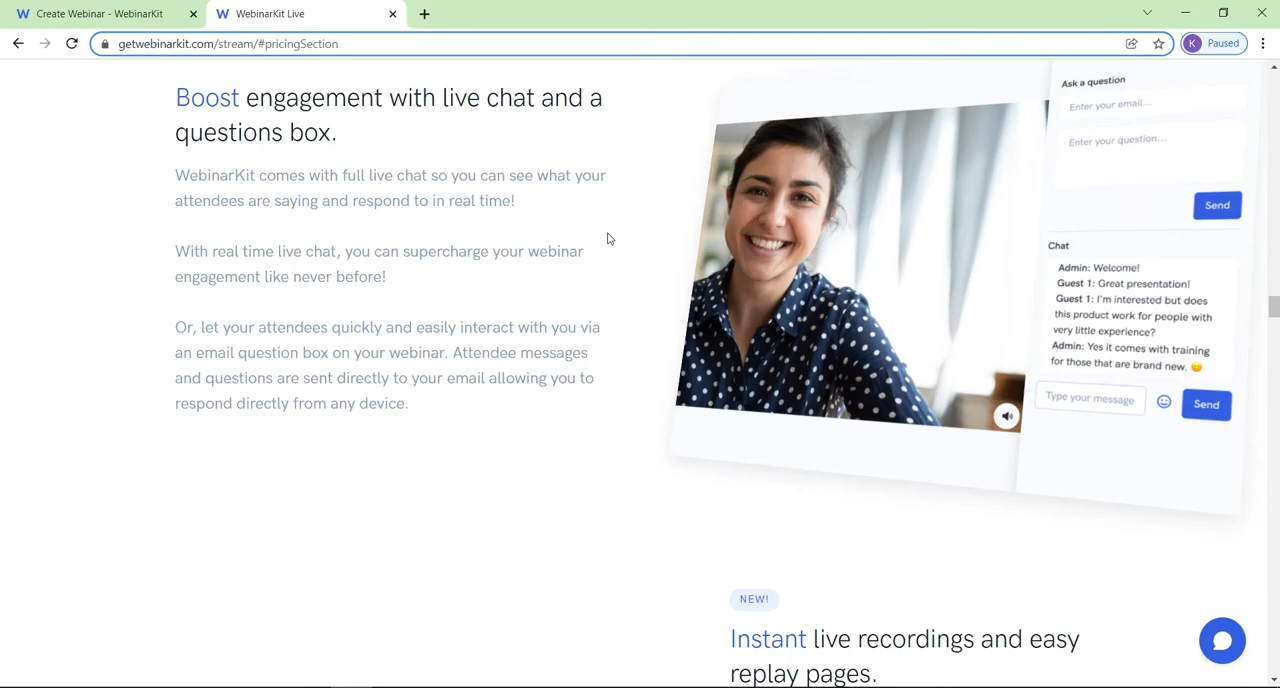 Create Webinar - WebinarKit
WebinarKit Live
getwebinarkit.com/stream/#pricingSection
K
Paused
Boost engagement with live chat and a
questions box.
WebinarKit comes with full live chat so you can see what your
attendees are saying and respond to in real time!
With real time live chat, you can supercharge your webinar
engagement like never before!
Or, let your attendees quickly and easily interact with you via
an email question box on your webinar. Attendee messages
and questions are sent directly to your email allowing you to
respond directly from any device.
Ask a question
Enter your email...
Enter your question...
Send
Chat
Admin: Welcome!
Guest 1: Great presentation!
Guest 1: I'm interested but does
this product work for people with
very little experience?
Admin: Yes it comes with training
for those that are brand new. 😀
Type your message
Send
NEW!
Instant live recordings and easy
replay pages.